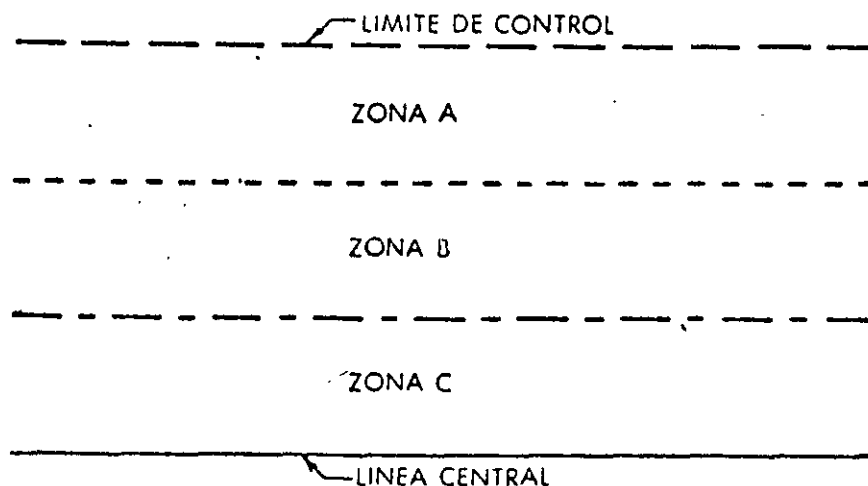 LIMITE DE CONTROL
ZONA A
ZONA B
ZONA C
LINEA CENTRAL